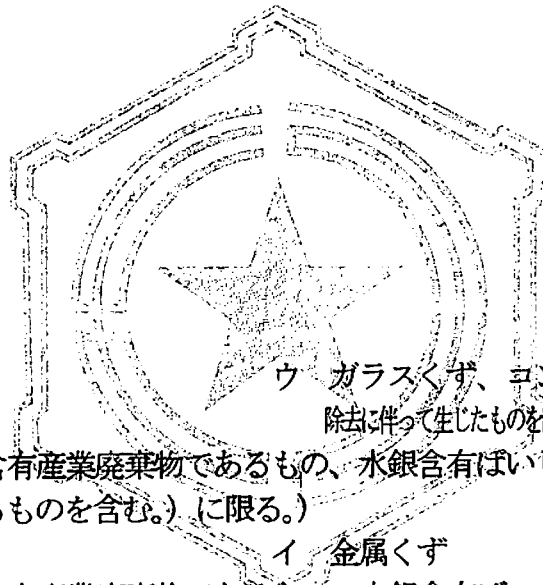 ウ ガラスくず、コン
除去に伴って生じたものを
含有産業廃棄物であるもの、水銀含有ばい
るものを含む。）に限る。）
イ 金属くず